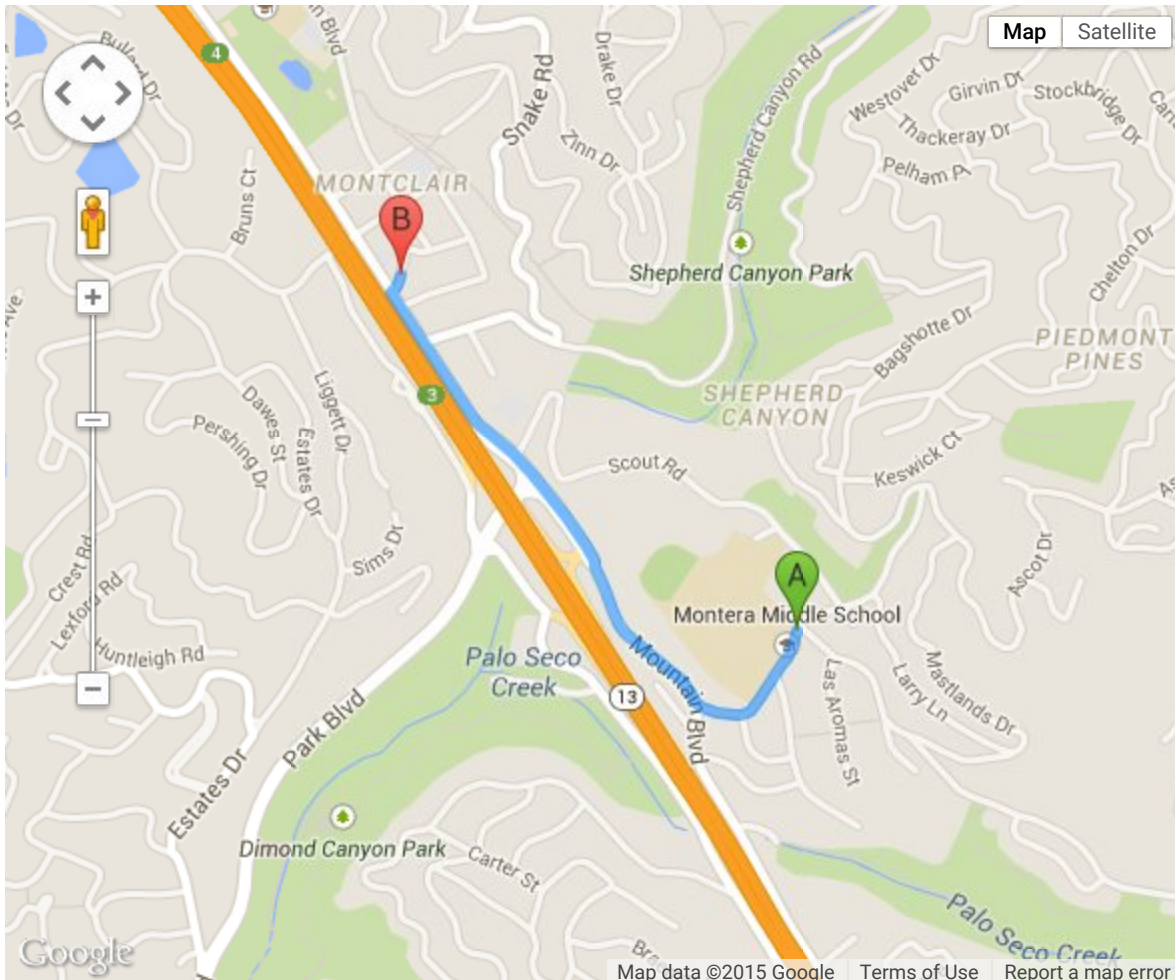 Map
Satellite
4
Buford Dr
Blvd
Snake Rd
Drake Dr
Zinn Dr
Shepherd Canyon Rd
Westover Dr
Girvin Dr
Stockbridge Dr
Thackeray Dr
Pelham Pl
MONTCLAIR
Bruns Ct
B
Shepherd Canyon Park
Chelton Dr
Bagshotte Dr
PIEDMONT
PINES
Ave
3
SHEPHERD
CANYON
Liggett Dr
Dawes St
Estates Dr
Pershing Dr
Scout Rd
Keswick Ct
Sims Dr
Ascot Dr
Crest Rd
Lexford Rd
A
Montera Middle School
Huntleigh Rd
Palo Seco
Creek
Mountain Blvd
13
Las Aromas St
Larry Ln
Mastlands Dr
Park Blvd
Estates Dr
Dimond Canyon Park
Carter St
Palo Seco Creek
Google
Map data ©2015 Google
Terms of Use
Report a map error